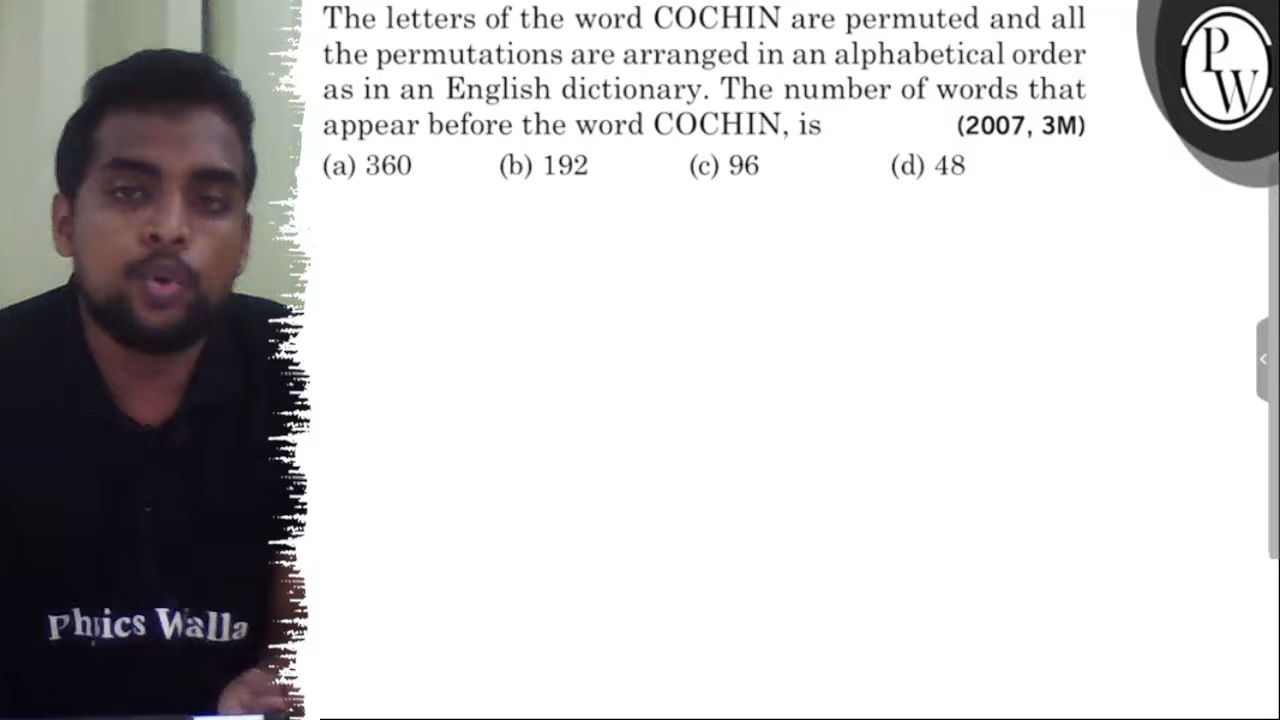 The letters of the word COCHIN are permuted and all
the permutations are arranged in an alphabetical order
as in an English dictionary. The number of words that
appear before the word COCHIN, is (2007, 3M)
(a) 360 (b) 192 (c) 96 (d) 48
P
W
Phsics Walla